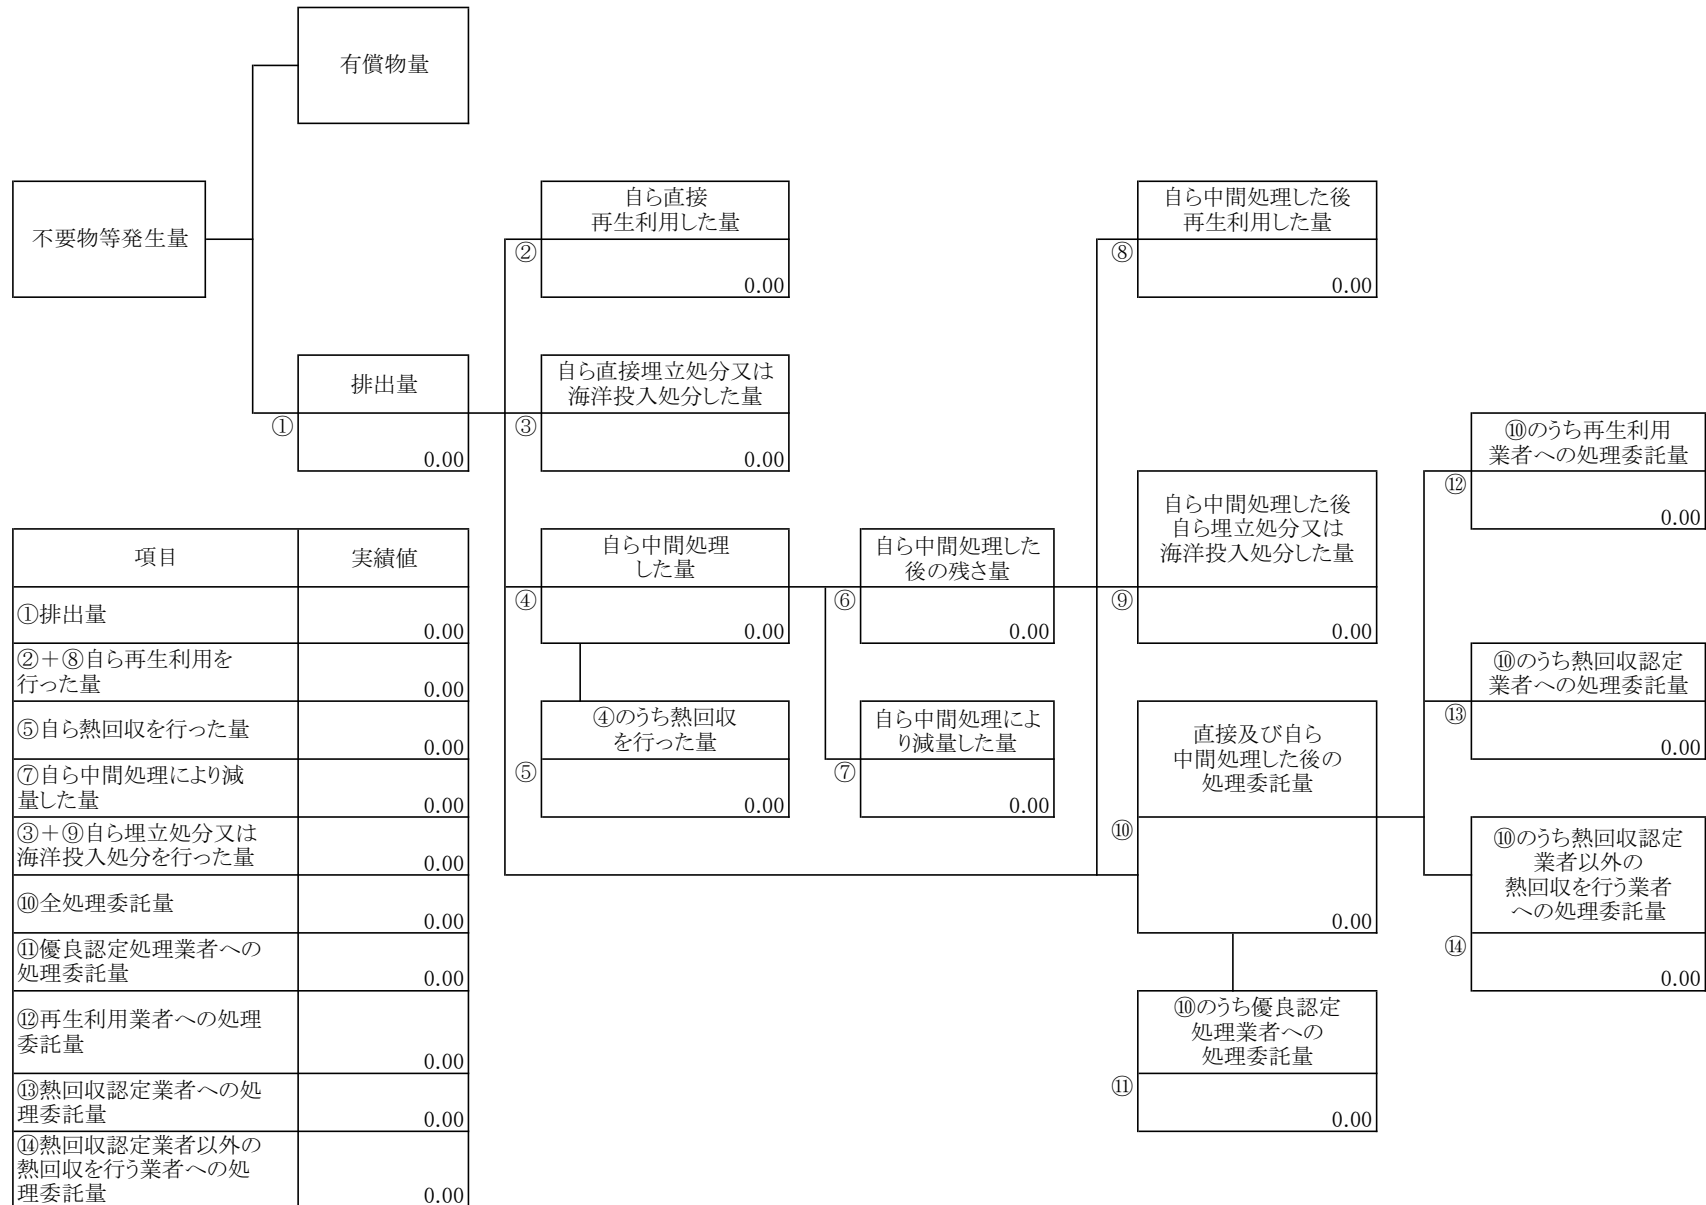 有償物量
不要物等発生量
排出量
①
0.00
自ら直接
再生利用した量
②
0.00
自ら直接埋立処分又は
海洋投入処分した量
③
0.00
自ら中間処理
した量
④
0.00
④のうち熱回収
を行った量
⑤
0.00
自ら中間処理した
後の残さ量
⑥
0.00
自ら中間処理によ
り減量した量
⑦
0.00
自ら中間処理した後
再生利用した量
⑧
0.00
自ら中間処理した後
自ら埋立処分又は
海洋投入処分した量
⑨
0.00
直接及び自ら
中間処理した後の
処理委託量
⑩
0.00
⑩のうち優良認定
処理業者への
処理委託量
⑪
0.00
⑩のうち再生利用
業者への処理委託量
⑫
0.00
⑩のうち熱回収認定
業者への処理委託量
⑬
0.00
⑩のうち熱回収認定
業者以外の
熱回収を行う業者
への処理委託量
⑭
0.00
項目 実績値
①排出量
0.00
②＋⑧自ら再生利用を
行った量 0.00
⑤自ら熱回収を行った量
0.00
⑦自ら中間処理により減
量した量 0.00
③＋⑨自ら埋立処分又は
海洋投入処分を行った量 0.00
⑩全処理委託量
0.00
⑪優良認定処理業者への
処理委託量 0.00
⑫再生利用業者への処理
委託量
0.00
⑬熱回収認定業者への処
理委託量 0.00
⑭熱回収認定業者以外の
熱回収を行う業者への処
理委託量 0.00